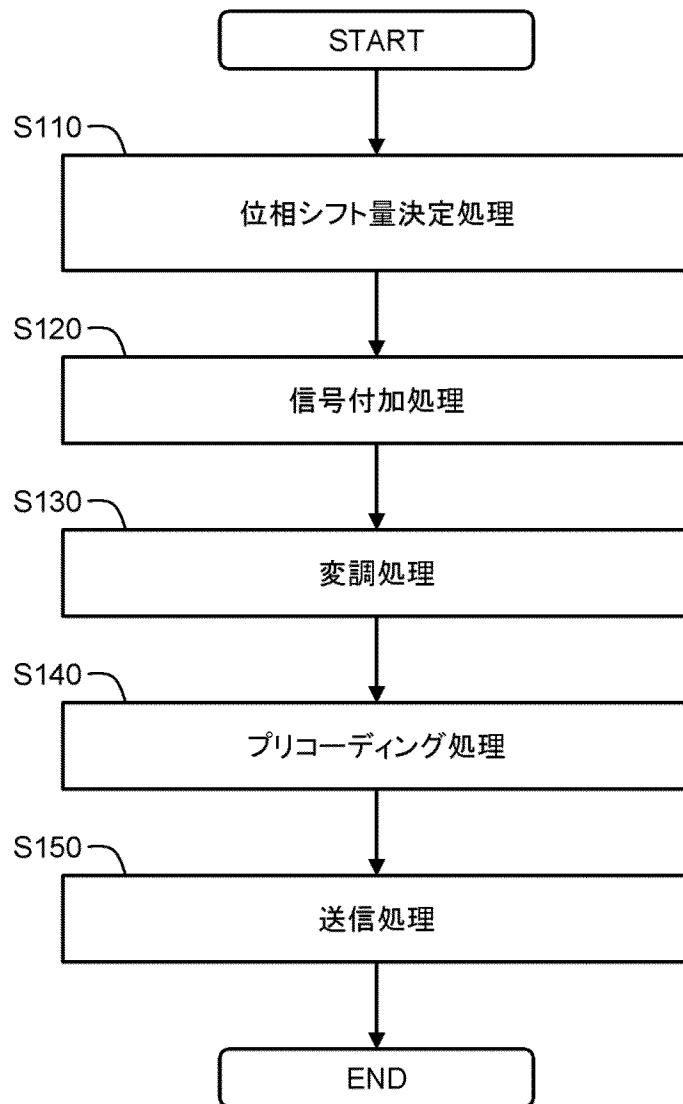 START
S110
位相シフト量決定処理
S120
信号付加処理
S130
変調処理
S140
プリコーディング処理
S150
送信処理
END